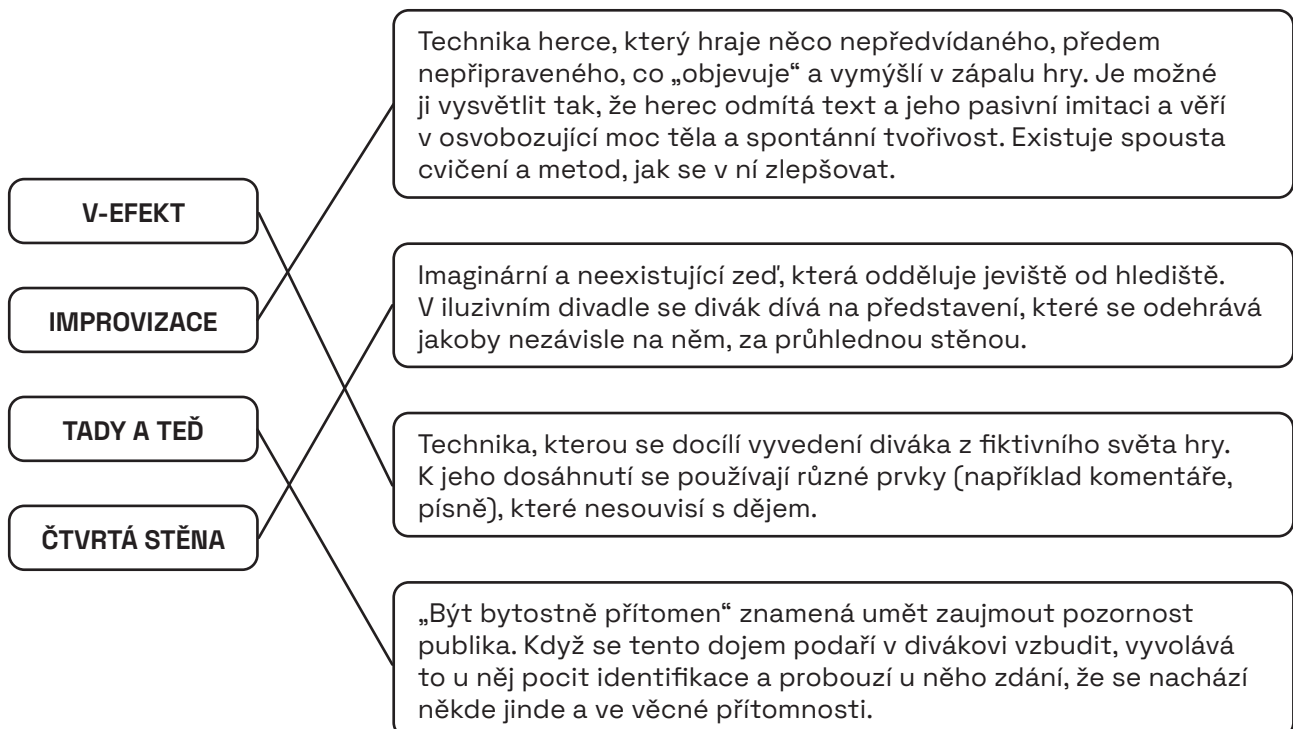 V-EFEKT
IMPROVIZACE
TADY A TEĎ
ČTVRTÁ STĚNA
Technika herce, který hraje něco nepředvídaného, předem
nepřipraveného, co „objevuje“ a vymýšlí v zápalu hry. Je možné
ji vysvětlit tak, že herec odmítá text a jeho pasivní imitaci a věří
v osvobozující moc těla a spontánní tvořivost. Existuje spousta
cvičení a metod, jak se v ní zlepšovat.
Imaginární a neexistující zeď, která odděluje jeviště od hlediště.
V iluzivním divadle se divák dívá na představení, které se odehrává
jakoby nezávisle na něm, za průhlednou stěnou.
Technika, kterou se docílí vyvedení diváka z fiktivního světa hry.
K jeho dosáhnutí se používají různé prvky (například komentáře,
písně), které nesouvisí s dějem.
„Být bytostně přítomen“ znamená umět zaujmout pozornost
publika. Když se tento dojem podaří v divákovi vzbudit, vyvolává
to u něj pocit identifikace a probouzí u něho zdání, že se nachází
někde jinde a ve věcné přítomnosti.